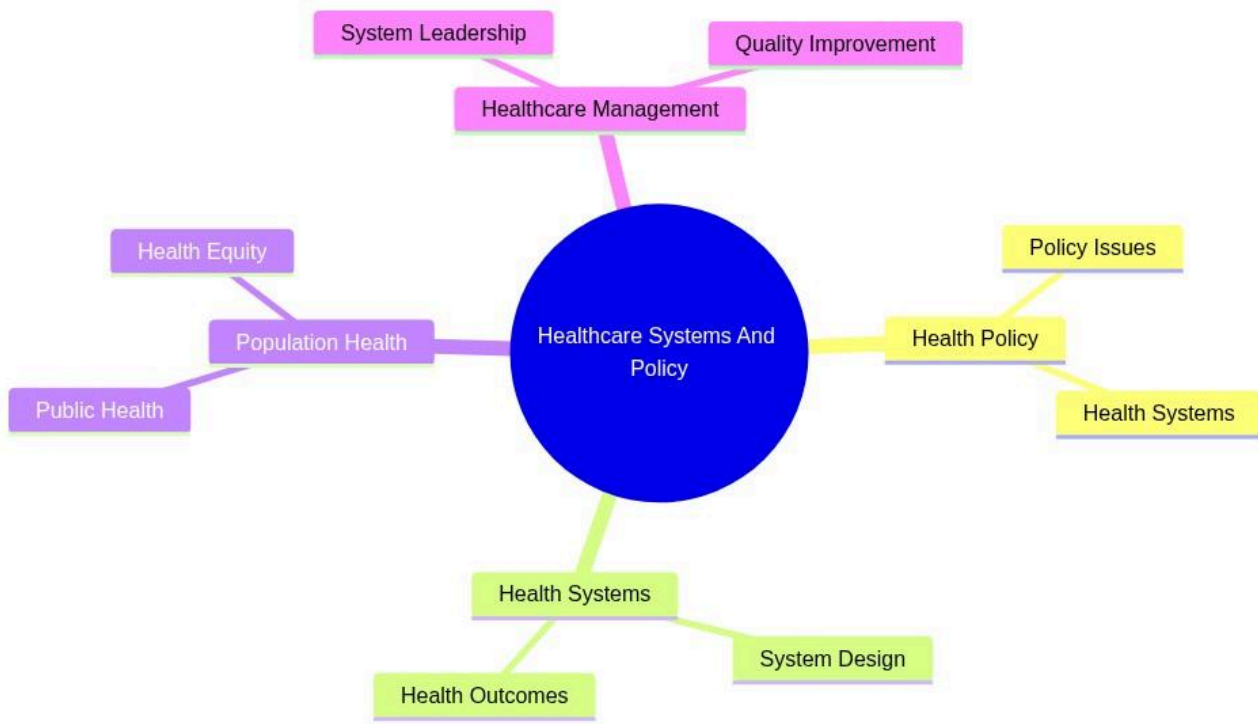 System Leadership
Quality Improvement
Healthcare Management
Health Equity
Policy Issues
Population Health
Healthcare Systems And
Policy
Health Policy
Public Health
Health Systems
Health Systems
System Design
Health Outcomes